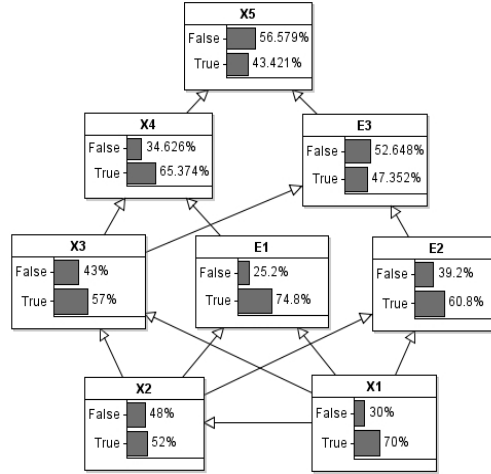 X5
False 56.579%
True 43.421%
X4
False 34.626%
True 65.374%
E3
False 52.648%
True 47.352%
X3
False 43%
True 57%
E1
False 25.2%
True 74.8%
E2
False 39.2%
True 60.8%
X2
False 48%
True 52%
X1
False 30%
True 70%